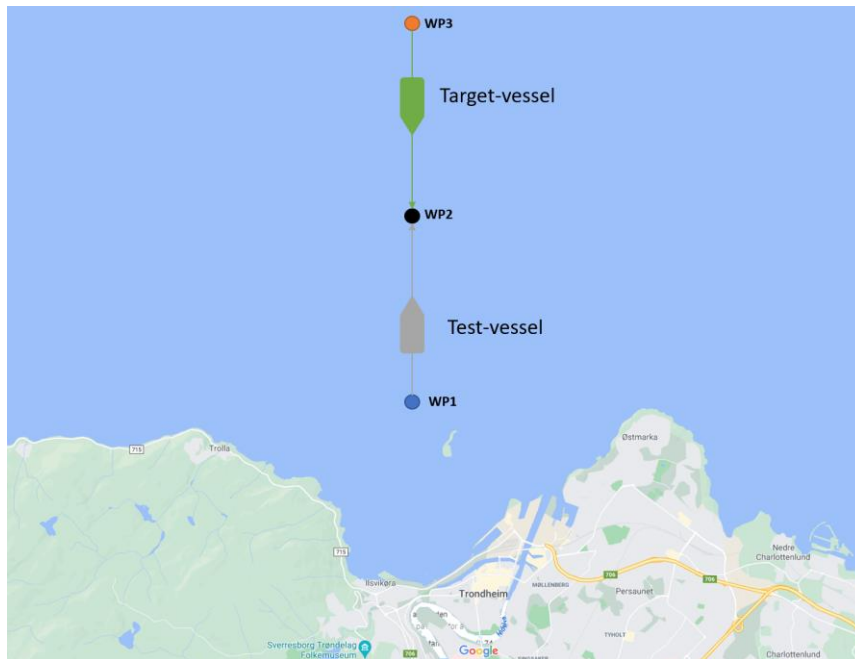 WP3
Target-vessel
WP2
Test-vessel
WP1
Østmarka
715
Trolla
715
Nedre
Charlottenlund
706
706
Ilsvikøra
MØLLENBERG
Trondheim
Persaunet
TYHOLT
Sverresborg Trøndelag
Folkemuseum
706
Google